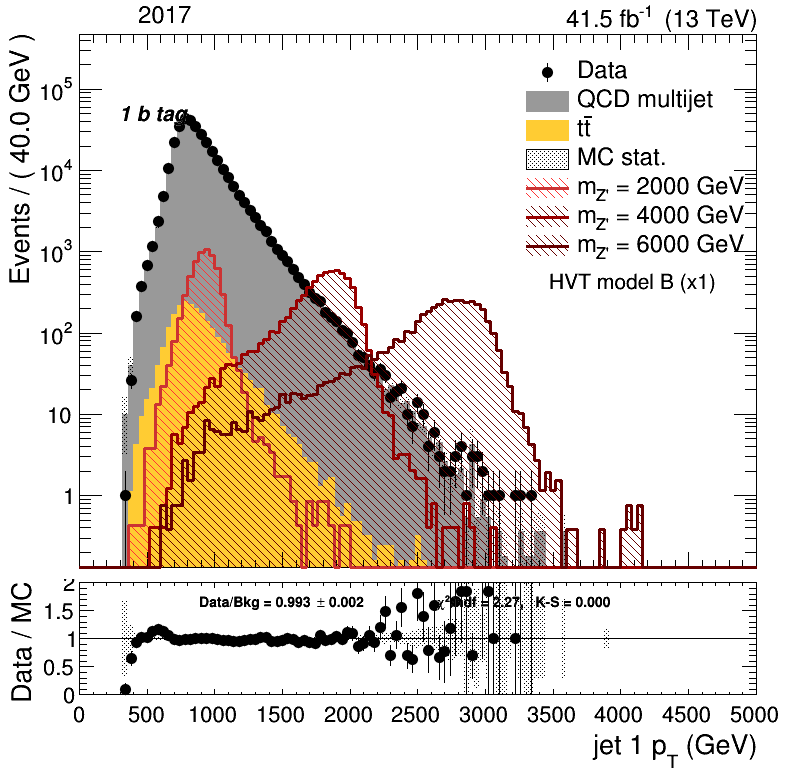 2017 41.5 fb⁻¹ (13 TeV)
Events / ( 40.0 GeV )
10⁵
10⁴
10³
10²
10
1
1 b tag
Data
QCD multijet
tt̄
MC stat.
m_Z' = 2000 GeV
m_Z' = 4000 GeV
m_Z' = 6000 GeV
HVT model B (x1)
Data / MC
2
1.5
1
0.5
0
Data/Bkg = 0.993 ± 0.002, = 2.27, K-S = 0.000
0 500 1000 1500 2000 2500 3000 3500 4000 4500 5000
jet 1 p_T (GeV)